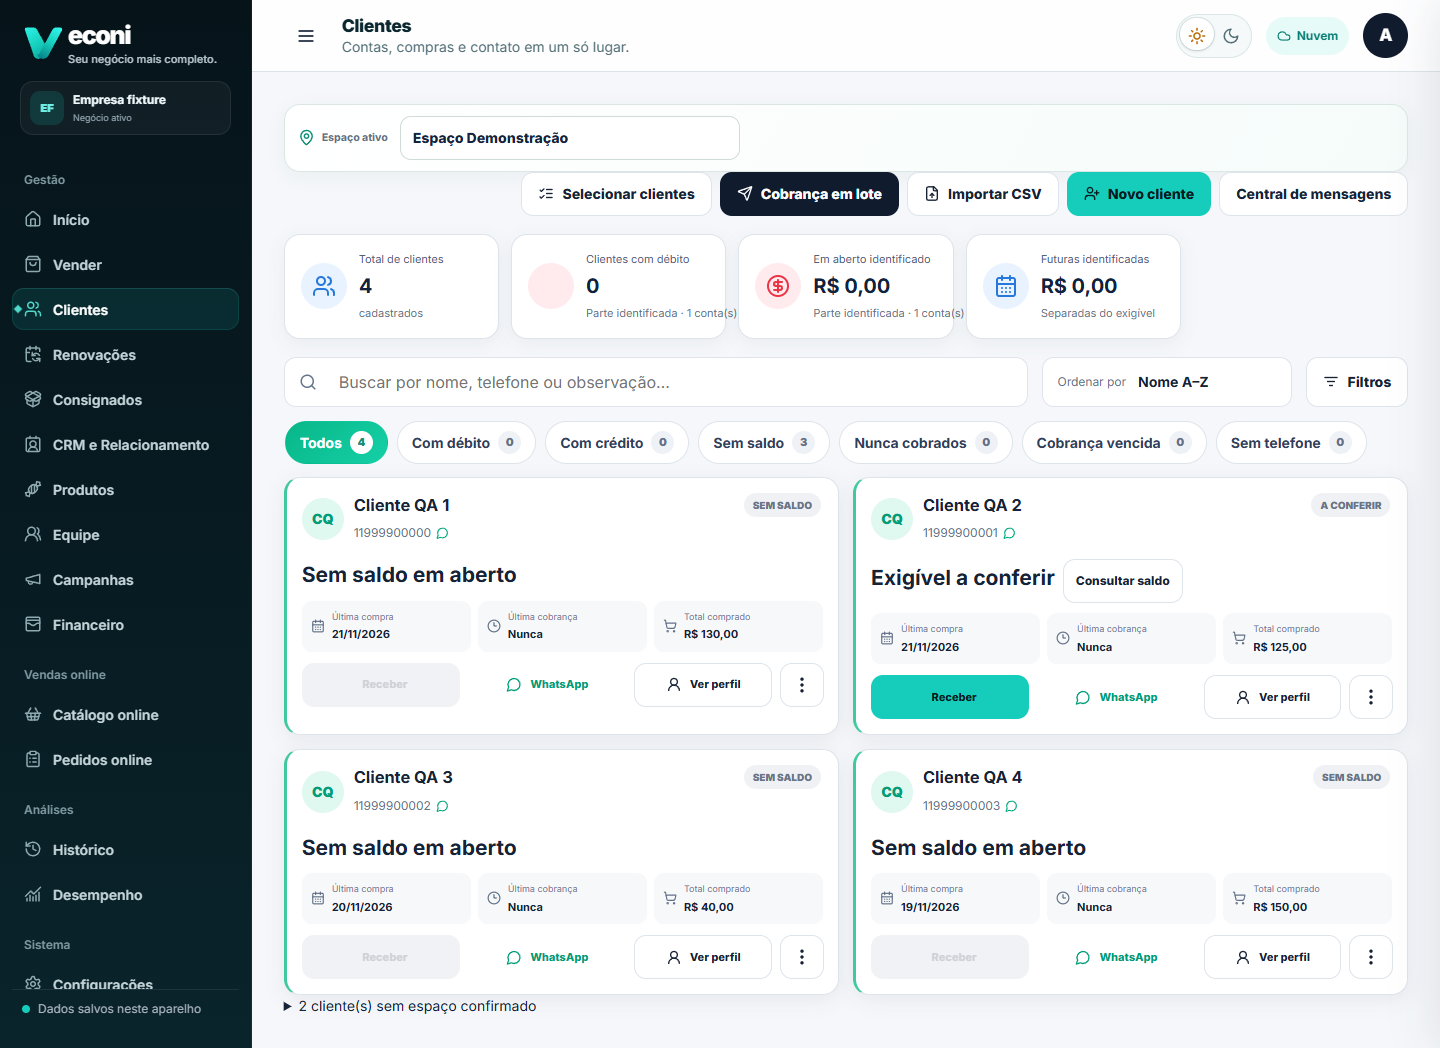 Veconi
Seu negócio mais completo.
EF
Empresa fixture
Negócio ativo
Gestão
Início
Vender
Clientes
Renovações
Consignados
CRM e Relacionamento
Produtos
Equipe
Campanhas
Financeiro
Vendas online
Catálogo online
Pedidos online
Análises
Histórico
Desempenho
Sistema
Configurações
Dados salvos neste aparelho
Clientes
Contas, compras e contato em um só lugar.
Nuvem
A
Espaço ativo
Espaço Demonstração
Selecionar clientes
Cobrança em lote
Importar CSV
Novo cliente
Central de mensagens
Total de clientes
4
cadastrados
Clientes com débito
0
Parte identificada · 1 conta(s)
Em aberto identificado
R$ 0,00
Parte identificada · 1 conta(s)
Futuras identificadas
R$ 0,00
Separadas do exigível
Buscar por nome, telefone ou observação...
Ordenar por Nome A–Z
Filtros
Todos 4
Com débito 0
Com crédito 0
Sem saldo 3
Nunca cobrados 0
Cobrança vencida 0
Sem telefone 0
CQ
Cliente QA 1
SEM SALDO
11999900000
Sem saldo em aberto
Última compra
21/11/2026
Última cobrança
Nunca
Total comprado
R$ 130,00
Receber
WhatsApp
Ver perfil
CQ
Cliente QA 2
A CONFERIR
11999900001
Exigível a conferir
Consultar saldo
Última compra
21/11/2026
Última cobrança
Nunca
Total comprado
R$ 125,00
Receber
WhatsApp
Ver perfil
CQ
Cliente QA 3
SEM SALDO
11999900002
Sem saldo em aberto
Última compra
20/11/2026
Última cobrança
Nunca
Total comprado
R$ 40,00
Receber
WhatsApp
Ver perfil
CQ
Cliente QA 4
SEM SALDO
11999900003
Sem saldo em aberto
Última compra
19/11/2026
Última cobrança
Nunca
Total comprado
R$ 150,00
Receber
WhatsApp
Ver perfil
2 cliente(s) sem espaço confirmado